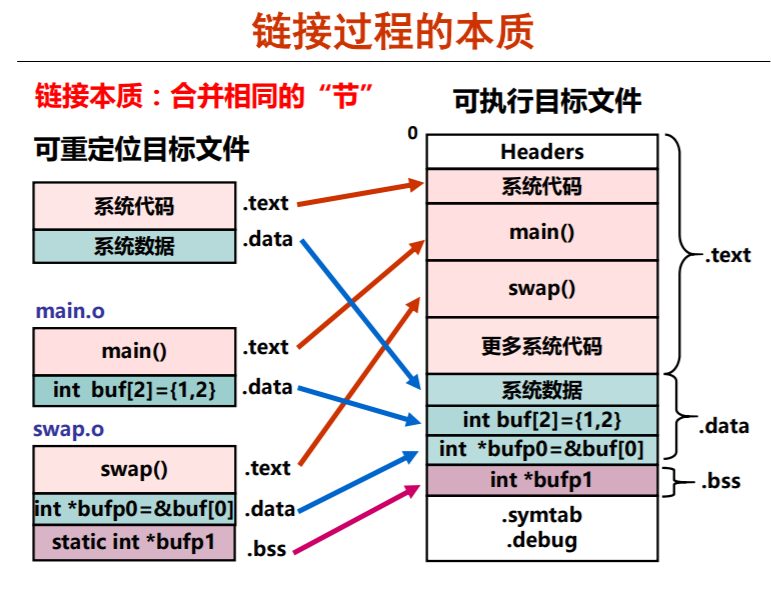 链接过程的本质
链接本质：合并相同的“节”
可重定位目标文件
系统代码
.text
系统数据
.data
main.o
main()
.text
int buf[2]={1,2}
.data
swap.o
swap()
.text
int *bufp0=&buf[0]
.data
static int *bufp1
.bss
可执行目标文件
0
Headers
系统代码
main()
swap()
更多系统代码
.text
系统数据
int buf[2]={1,2}
int *bufp0=&buf[0]
.data
int *bufp1
.bss
.symtab
.debug